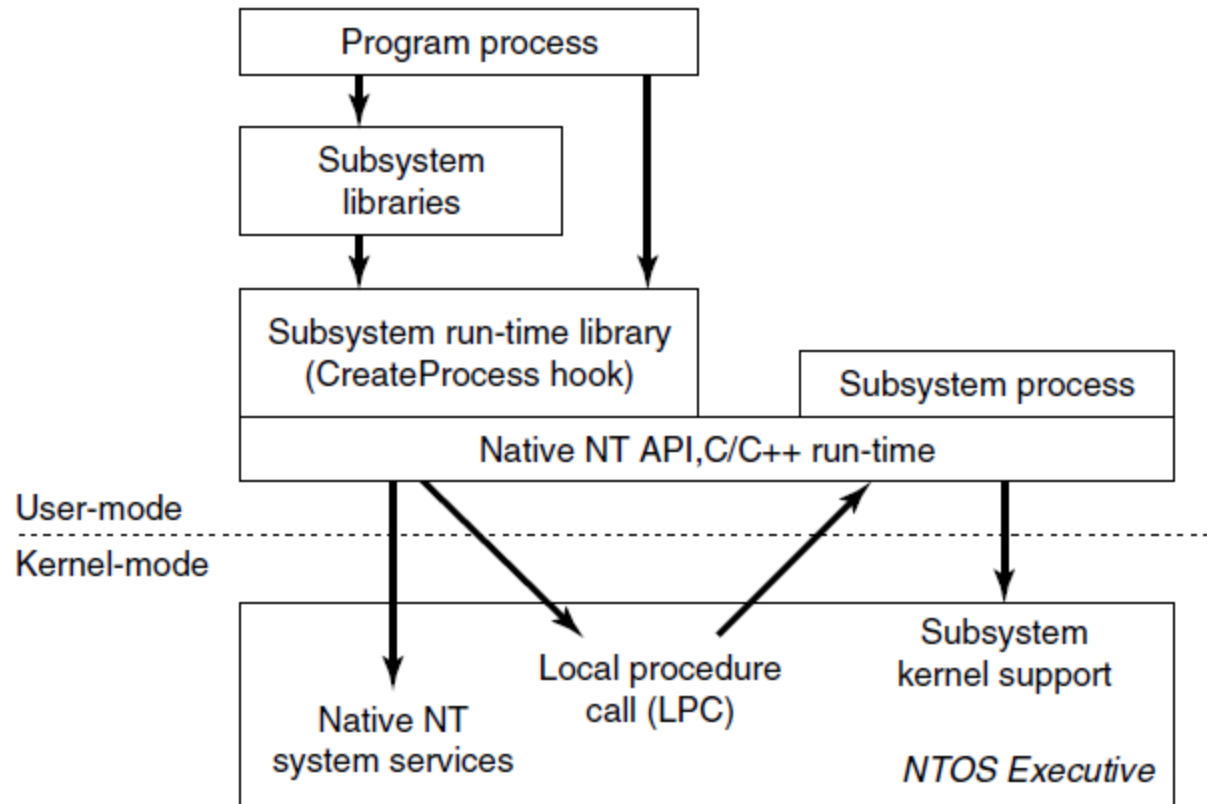 Program process
Subsystem
libraries
Subsystem run-time library
(CreateProcess hook)
Subsystem process
Native NT API,C/C++ run-time
User-mode
Kernel-mode
Subsystem
kernel support
Local procedure
call (LPC)
Native NT
system services
NTOS Executive